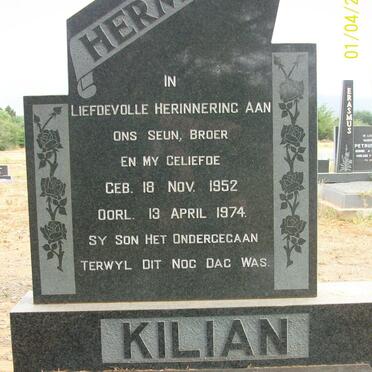 HERM
IN
LIEFDEVOLLE HERINNERING AAN
ONS SEUN, BROER
EN MY GELIEFDE
GEB. 18 NOV. 1952
OORL. 13 APRIL 1974.
SY SON HET ONDERGEGAAN
TERWYL DIT NOG DAG WAS.
KILIAN
ERASMUS
01/04/2